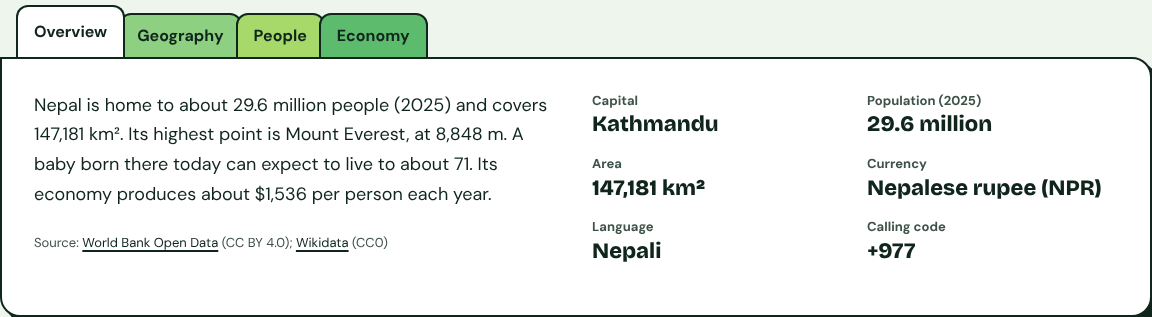 Overview
Geography
People
Economy
Nepal is home to about 29.6 million people (2025) and covers
147,181 km². Its highest point is Mount Everest, at 8,848 m. A
baby born there today can expect to live to about 71. Its
economy produces about $1,536 per person each year.
Source: World Bank Open Data (CC BY 4.0); Wikidata (CC0)
Capital
Kathmandu
Population (2025)
29.6 million
Area
147,181 km²
Currency
Nepalese rupee (NPR)
Language
Nepali
Calling code
+977